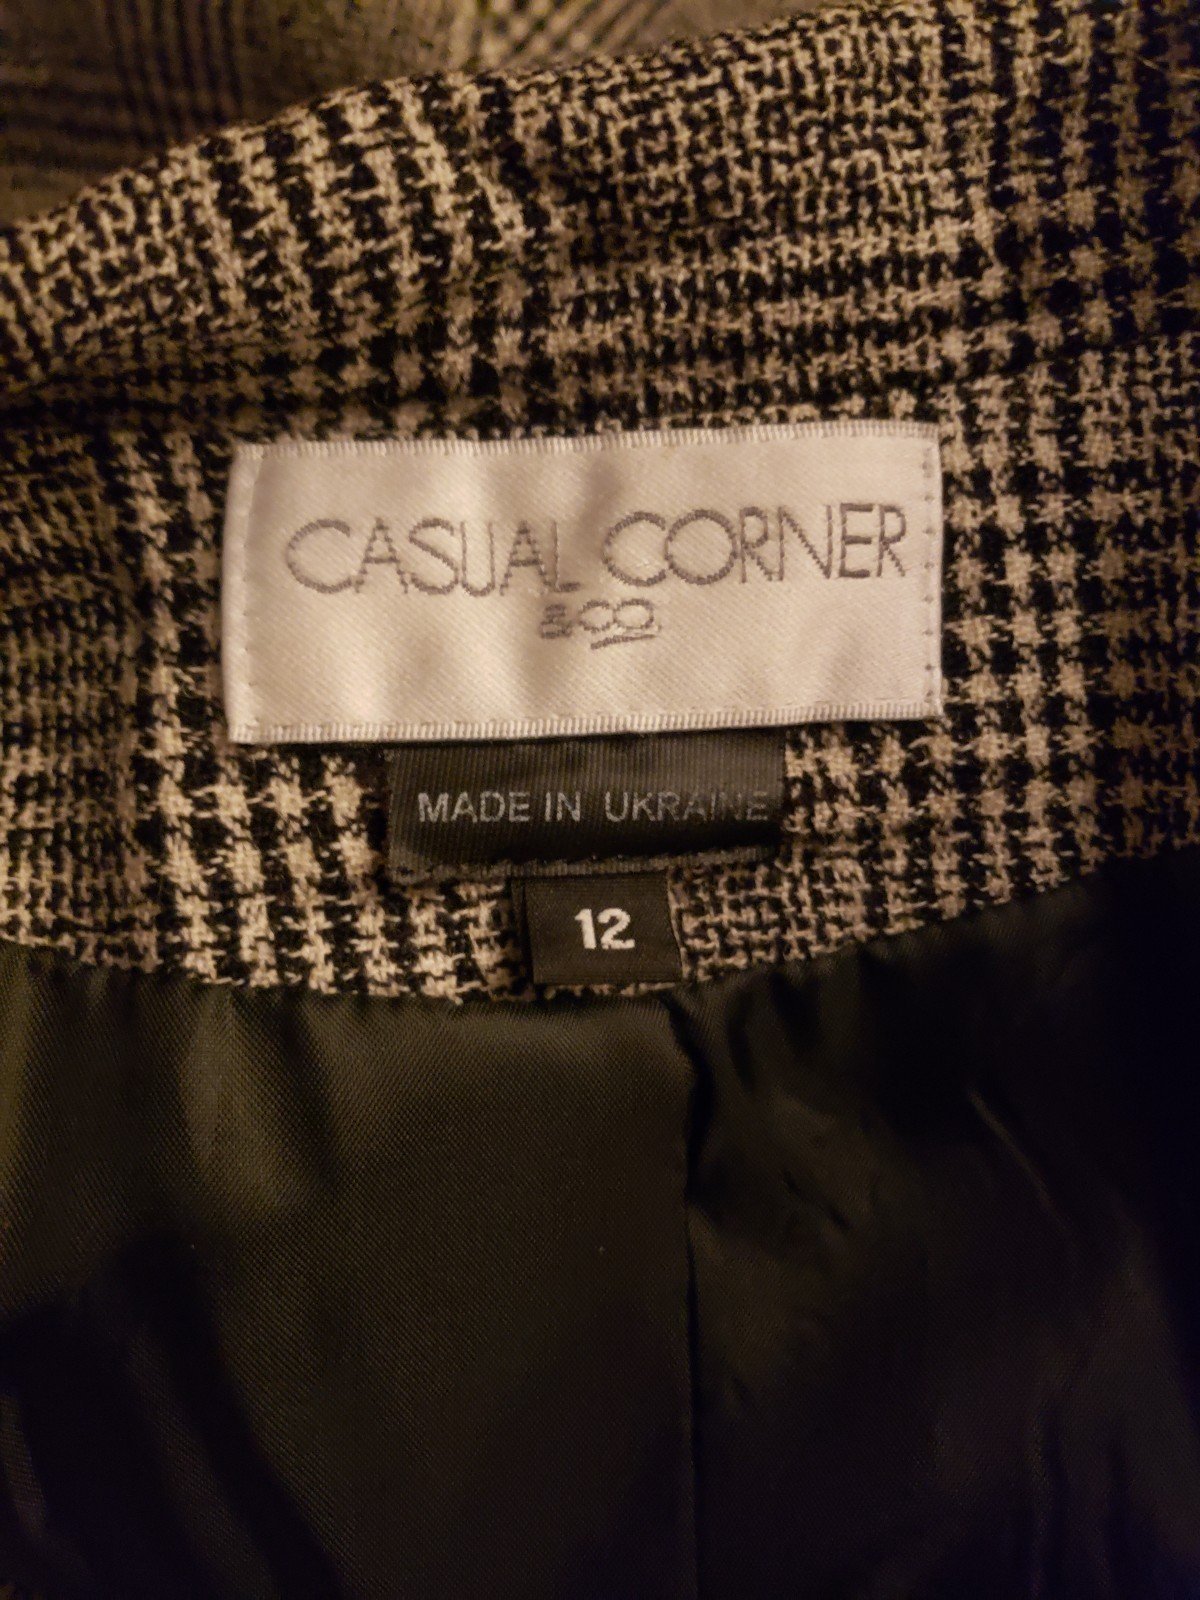 CASUAL CORNER
& CO.
MADE IN UKRAINE
12